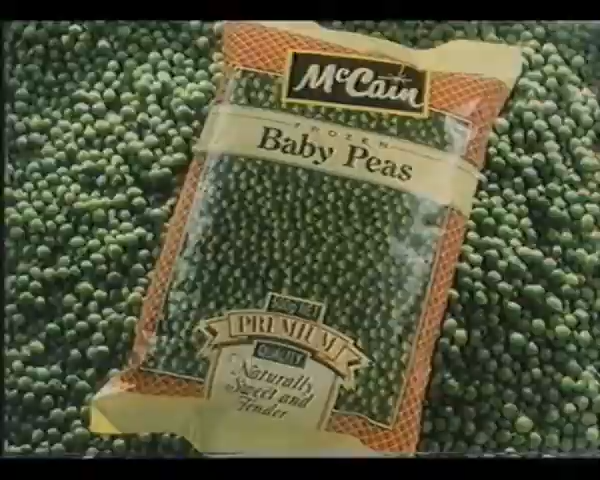 McCain
FROZEN
Baby Peas
PREMIUM
QUALITY
Naturally
Sweet and
Tender